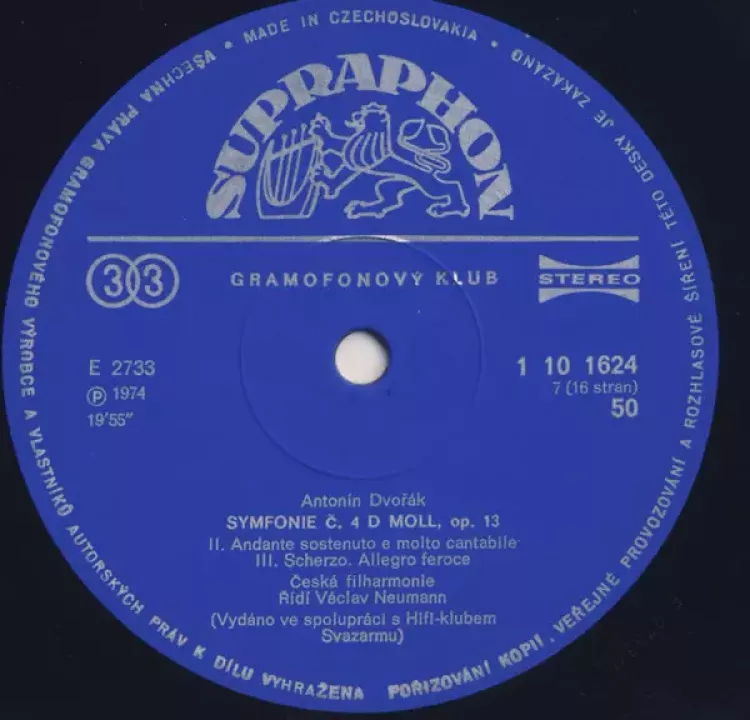 MADE IN CZECHOSLOVAKIA •
SUPRAPHON
33
GRAMOFONOVÝ KLUB
STEREO
E 2733
Ⓟ 1974
19'55"
1 10 1624
7 (16 stran)
50
Antonín Dvořák
SYMFONIE Č. 4 D MOLL, op. 13
II. Andante sostenuto e molto cantabile
III. Scherzo. Allegro feroce
Česká filharmonie
Řídí Václav Neumann
(Vydáno ve spolupráci s Hifi-klubem
Svazarmu)
VŠECHNA PRÁVA GRAMOFONOVÉHO VÝROBCE A VLASTNÍKŮ AUTORSKÝCH PRÁV K DÍLU VYHRAŽENA • POŘIZOVÁNÍ KOPIÍ, VEŘEJNÉ PROVOZOVÁNÍ A ROZHLASOVÉ ŠÍŘENÍ TÉTO DESKY JE ZAKÁZÁNO •